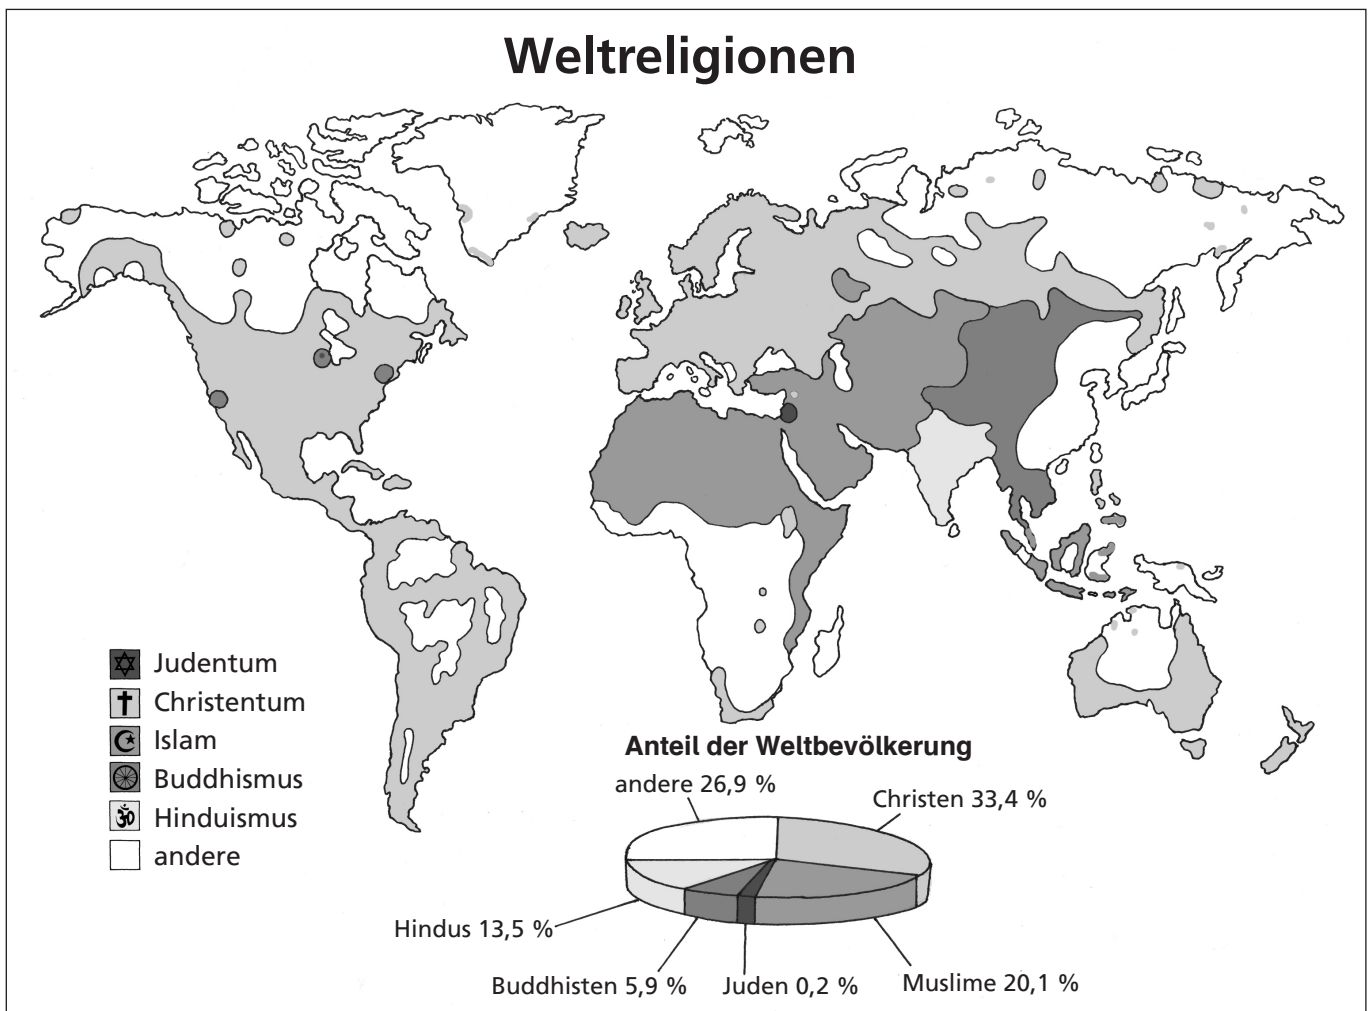 Weltreligionen
Judentum
Christentum
Islam
Buddhismus
Hinduismus
andere
Anteil der Weltbevölkerung
andere 26,9 %
Christen 33,4 %
Hindus 13,5 %
Buddhisten 5,9 %
Juden 0,2 %
Muslime 20,1 %